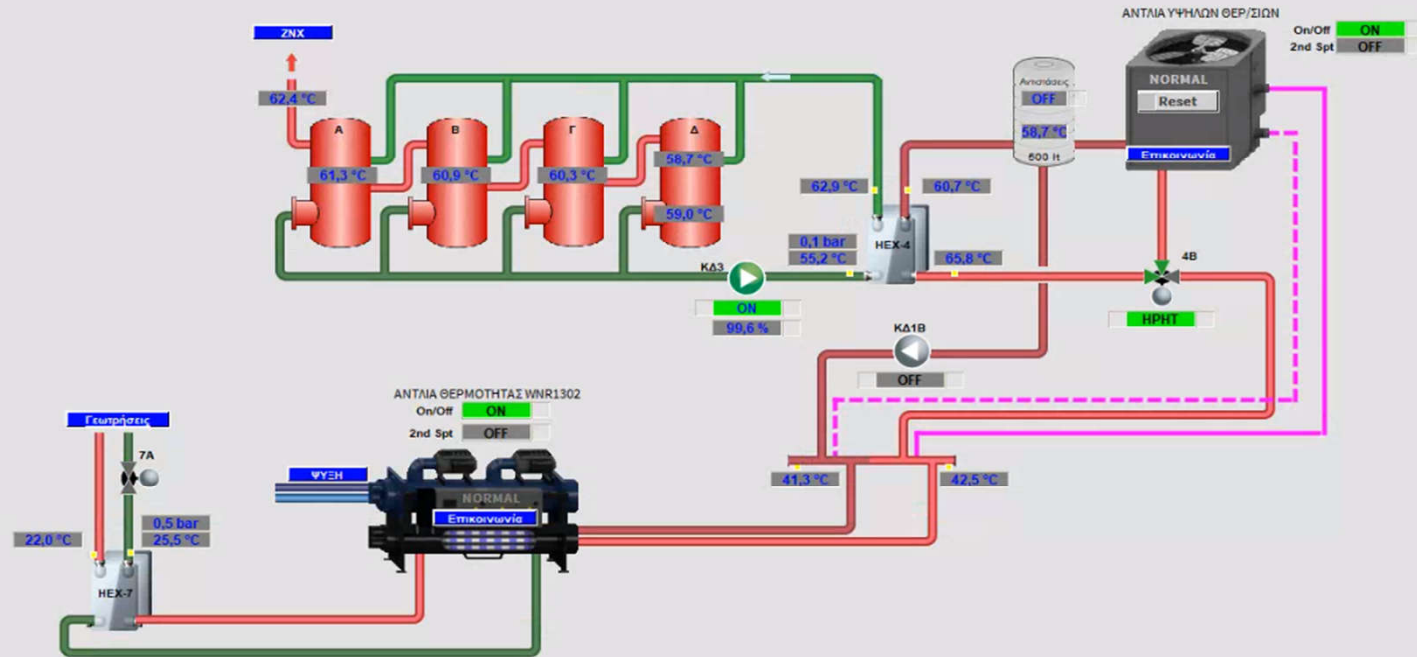 ΑΝΤΛΙΑ ΥΨΗΛΩΝ ΘΕΡ/ΣΙΩΝ
On/Off ON
2nd Spt OFF
ΖΝΧ
62,4 °C
Α
Β
Γ
Δ
61,3 °C
60,9 °C
60,3 °C
58,7 °C
59,0 °C
Αντιστάσεις
OFF
58,7 °C
500 lt
NORMAL
Reset
Επικοινωνία
62,9 °C
60,7 °C
HEX-4
0,1 bar
55,2 °C
65,8 °C
ΚΔ3
ON
99,6 %
4Β
HPHT
ΚΔ1Β
OFF
ΑΝΤΛΙΑ ΘΕΡΜΟΤΗΤΑΣ WNR1302
On/Off ON
2nd Spt OFF
Γεωτρήσεις
7Α
ΨΥΞΗ
NORMAL
Επικοινωνία
41,3 °C
42,5 °C
0,5 bar
22,0 °C
25,5 °C
HEX-7